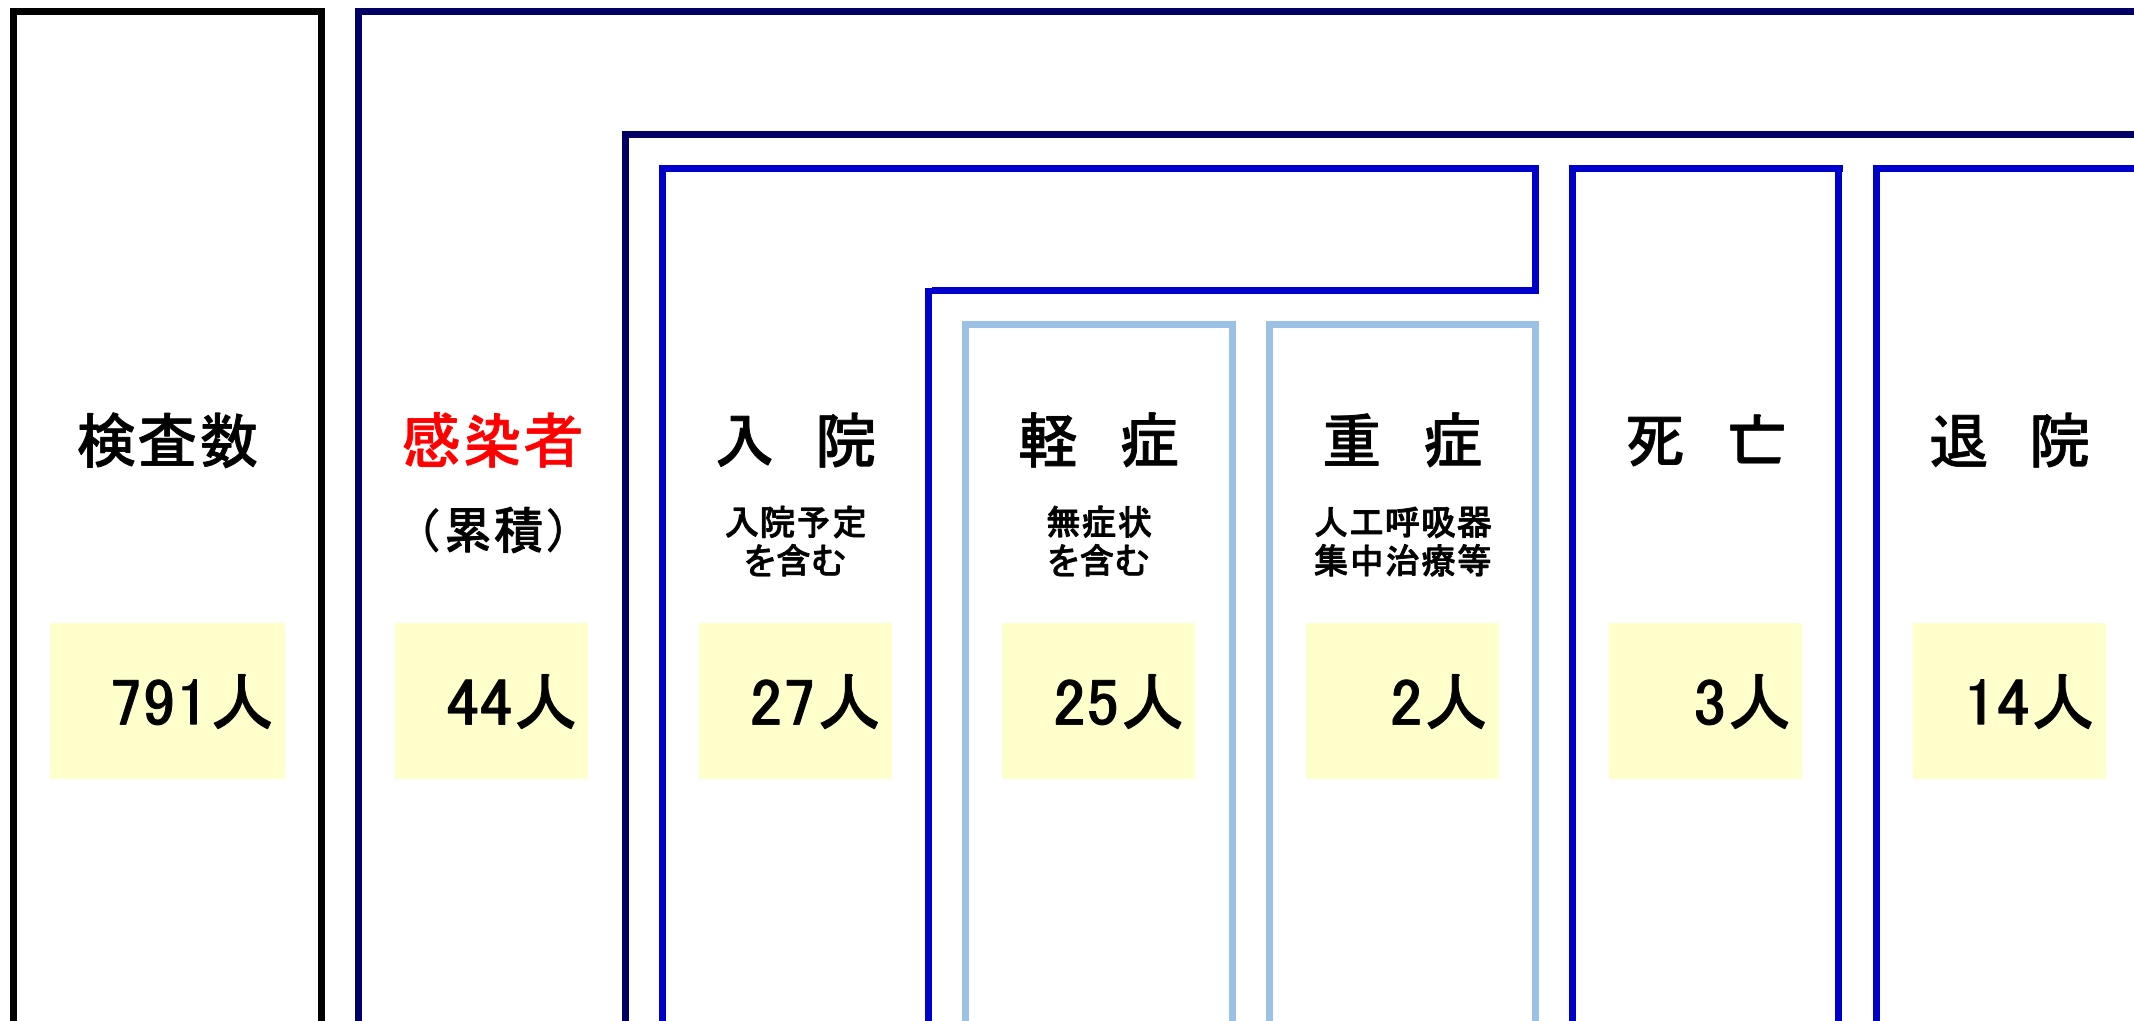 検査数
791人
感染者
（累積）
44人
入 院
入院予定
を含む
27人
軽 症
無症状
を含む
25人
重 症
人工呼吸器
集中治療等
2人
死 亡
3人
退 院
14人